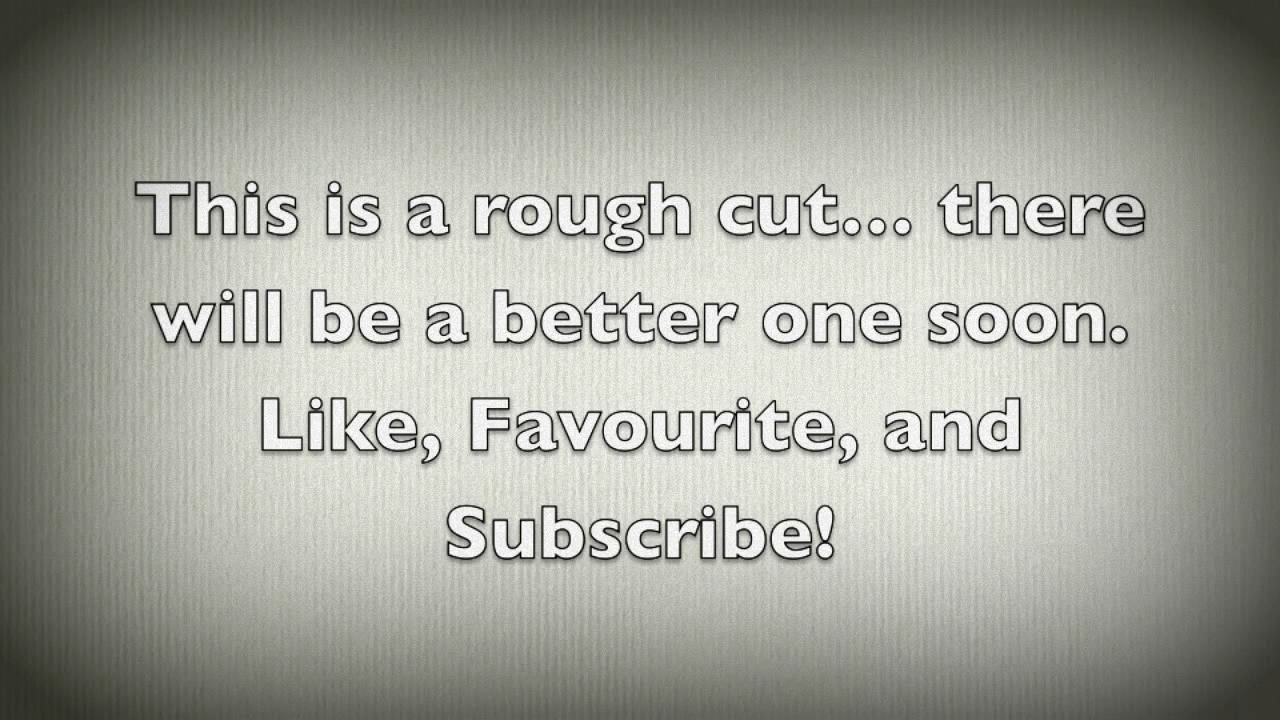 This is a rough cut... there
will be a better one soon.
Like, Favourite, and
Subscribe!